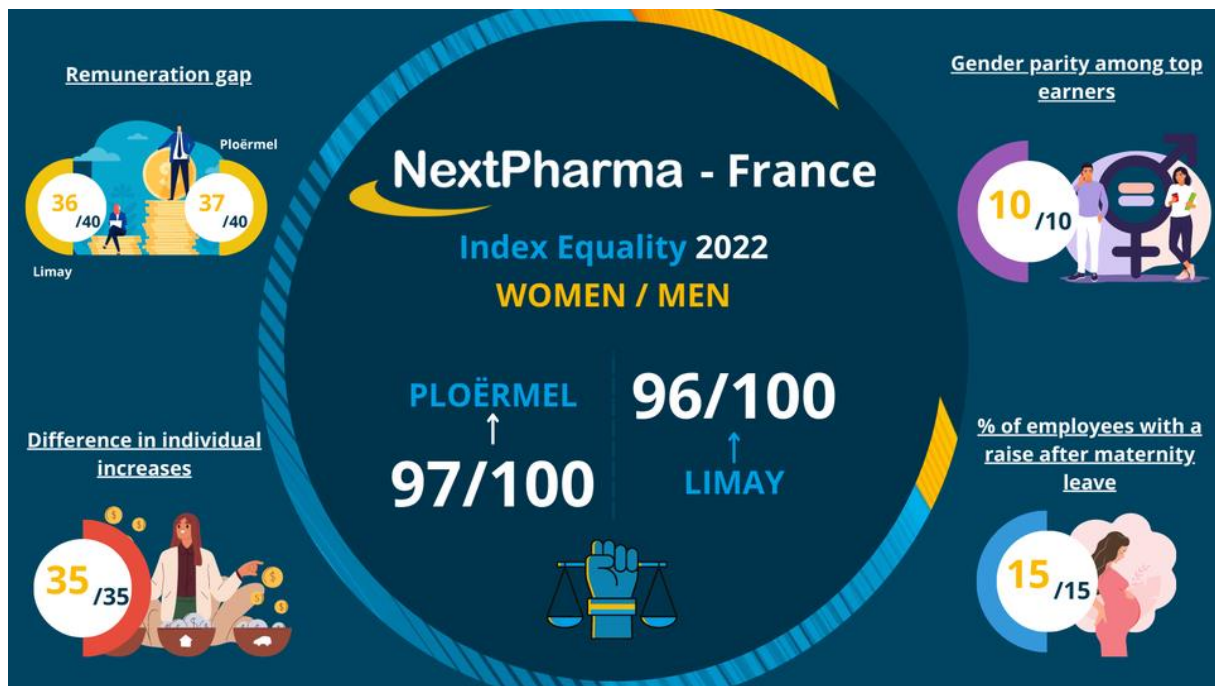 Remuneration gap
Ploërmel
36 /40
37 /40
Limay
Difference in individual
increases
35 /35
NextPharma - France
Index Equality 2022
WOMEN / MEN
PLOËRMEL
97/100
96/100
LIMAY
Gender parity among top
earners
10 /10
% of employees with a
raise after maternity
leave
15 /15